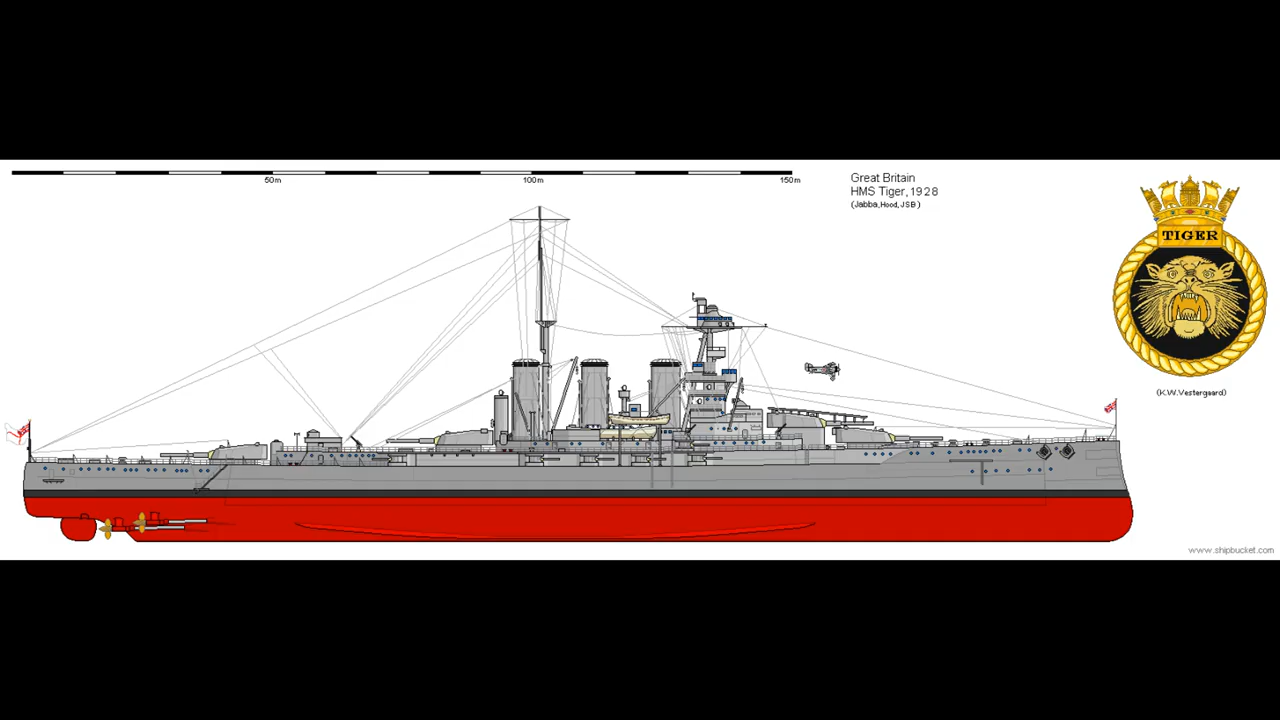 50m
100m
150m
Great Britain
HMS Tiger, 1928
(Jabba, Hood, JSB)
TIGER
(K.W.Vestergaard)
www.shipbucket.com